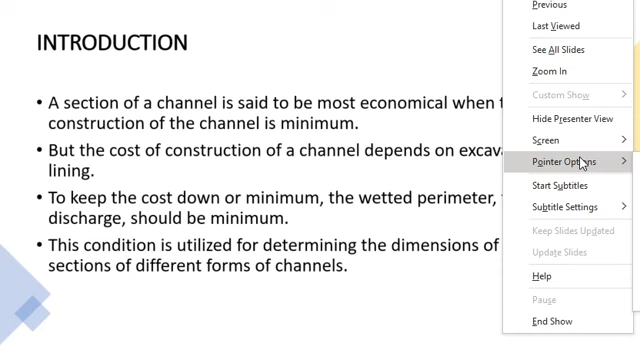 INTRODUCTION
• A section of a channel is said to be most economical when
construction of the channel is minimum.
• But the cost of construction of a channel depends on
lining.
• To keep the cost down or minimum, the wetted perimeter,
discharge, should be minimum.
• This condition is utilized for determining the dimensions of
sections of different forms of channels.
Previous
Last Viewed
See All Slides
Zoom In
Custom Show
Hide Presenter View
Screen
Pointer Options
Start Subtitles
Subtitle Settings
Keep Slides Updated
Update Slides
Help
Pause
End Show